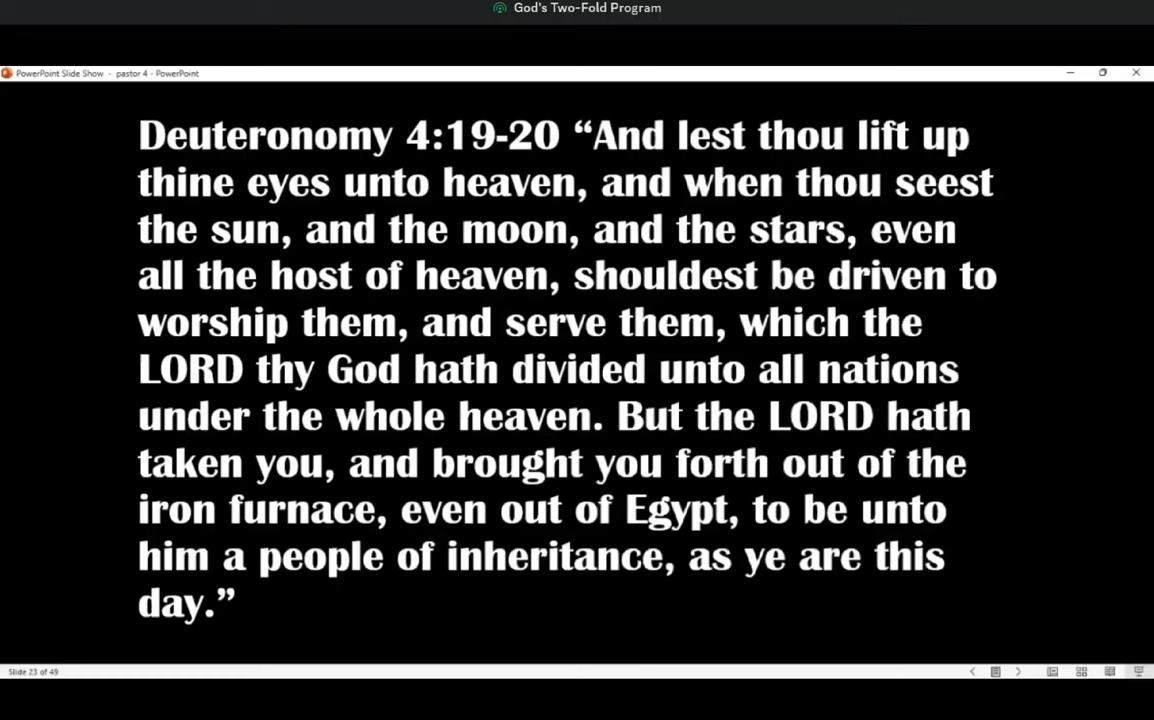 God's Two-Fold Program
PowerPoint Slide Show - pastor 4 - PowerPoint
Deuteronomy 4:19-20 “And lest thou lift up
thine eyes unto heaven, and when thou seest
the sun, and the moon, and the stars, even
all the host of heaven, shouldest be driven to
worship them, and serve them, which the
LORD thy God hath divided unto all nations
under the whole heaven. But the LORD hath
taken you, and brought you forth out of the
iron furnace, even out of Egypt, to be unto
him a people of inheritance, as ye are this
day.”
Slide 23 of 49